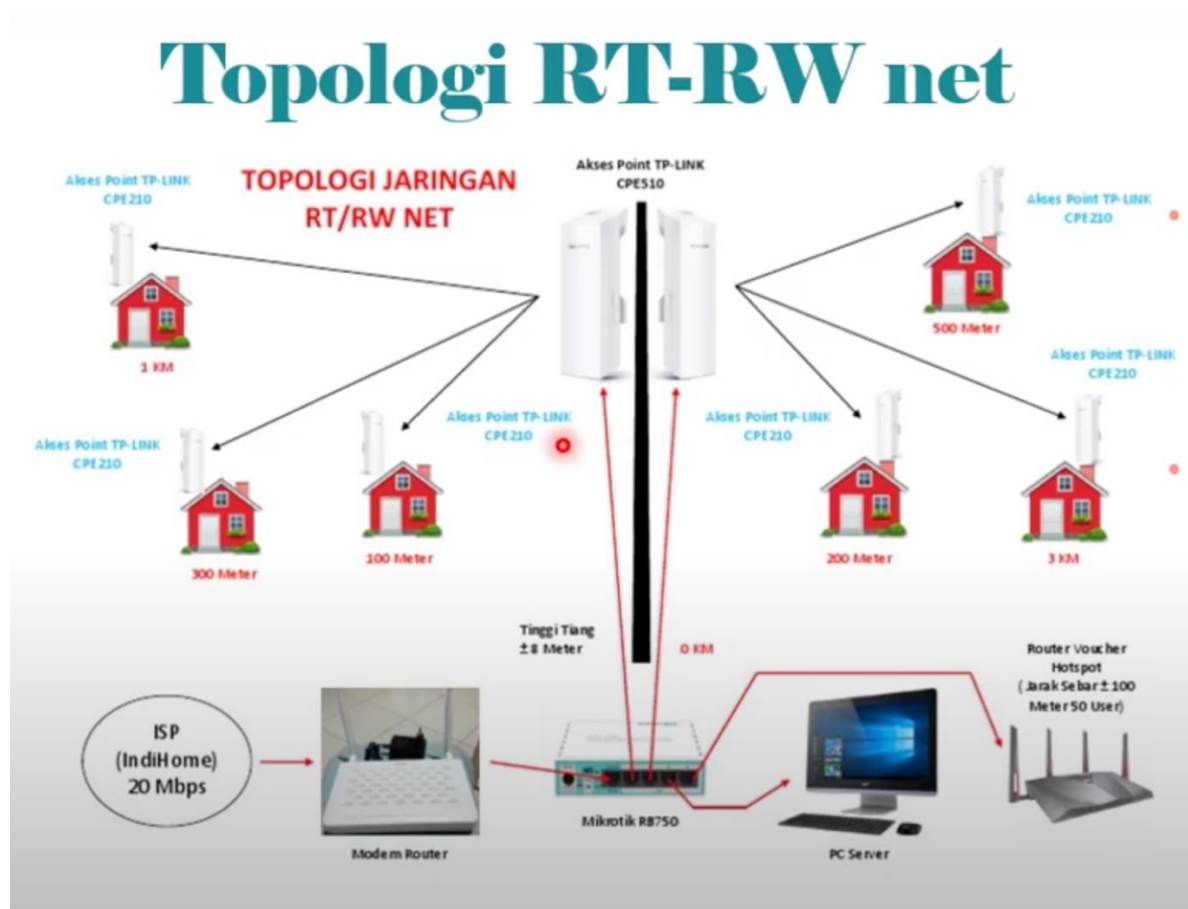 Topologi RT-RW net
TOPOLOGI JARINGAN
RT/RW NET
Akses Point TP-LINK
CPE210
1 KM
Akses Point TP-LINK
CPE510
Akses Point TP-LINK
CPE210
500 Meter
Akses Point TP-LINK
CPE210
300 Meter
Akses Point TP-LINK
CPE210
100 Meter
Akses Point TP-LINK
CPE210
200 Meter
Akses Point TP-LINK
CPE210
3 KM
Tinggi Tiang
±8 Meter
0 KM
ISP
(IndiHome)
20 Mbps
Modem Router
Mikrotik RB750
PC Server
Router Voucher
Hotspot
(Jarak Sebar ± 100
Meter 50 User)